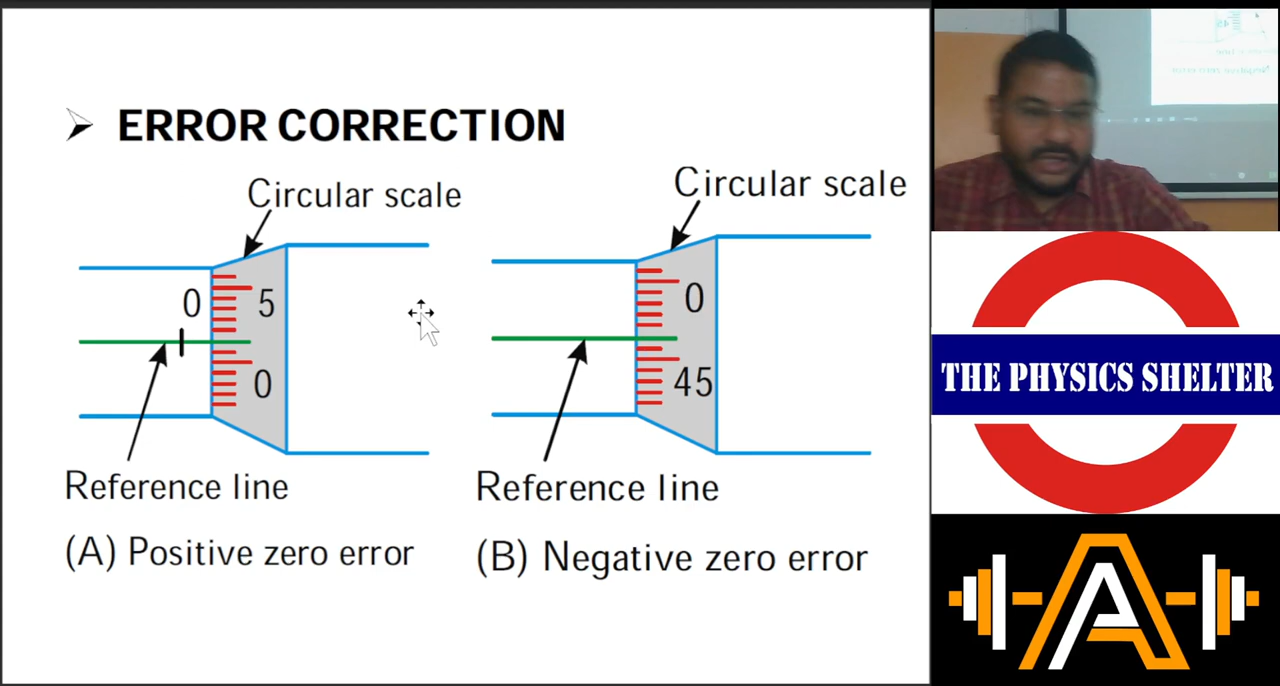 ERROR CORRECTION
Circular scale
0
5
0
Reference line
(A) Positive zero error
Circular scale
0
45
Reference line
(B) Negative zero error
THE PHYSICS SHELTER
A